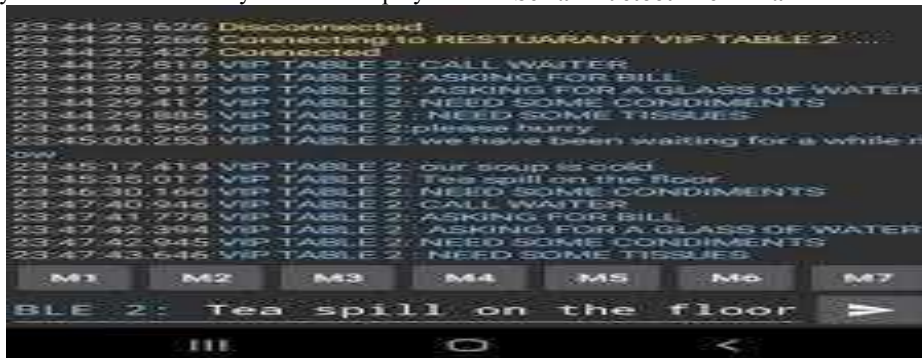 23:44:23.626 Disconnected
23:44:25.266 Connecting to RESTUARANT VIP TABLE 2 ...
23:44:25.487 Connected
23:44:27.818 VIP TABLE 2: CALL WAITER
23:44:28.435 VIP TABLE 2: ASKING FOR BILL
23:44:28.917 VIP TABLE 2: ASKING FOR A GLASS OF WATER
23:44:29.417 VIP TABLE 2: NEED SOME CONDIMENTS
23:44:29.885 VIP TABLE 2: NEED SOME TISSUES
23:44:44.569 VIP TABLE 2:please hurry
23:45:00.253 VIP TABLE 2: we have been waiting for a while n
ow
23:45:17.414 VIP TABLE 2: our soup is cold
23:45:35.017 VIP TABLE 2: Tea spill on the floor
23:46:30.160 VIP TABLE 2: NEED SOME CONDIMENTS
23:47:40.946 VIP TABLE 2: CALL WAITER
23:47:41.778 VIP TABLE 2: ASKING FOR BILL
23:47:42.394 VIP TABLE 2: ASKING FOR A GLASS OF WATER
23:47:42.945 VIP TABLE 2: NEED SOME CONDIMENTS
23:47:43.646 VIP TABLE 2: NEED SOME TISSUES
M1 M2 M3 M4 M5 M6 M7
BLE 2: Tea spill on the floor